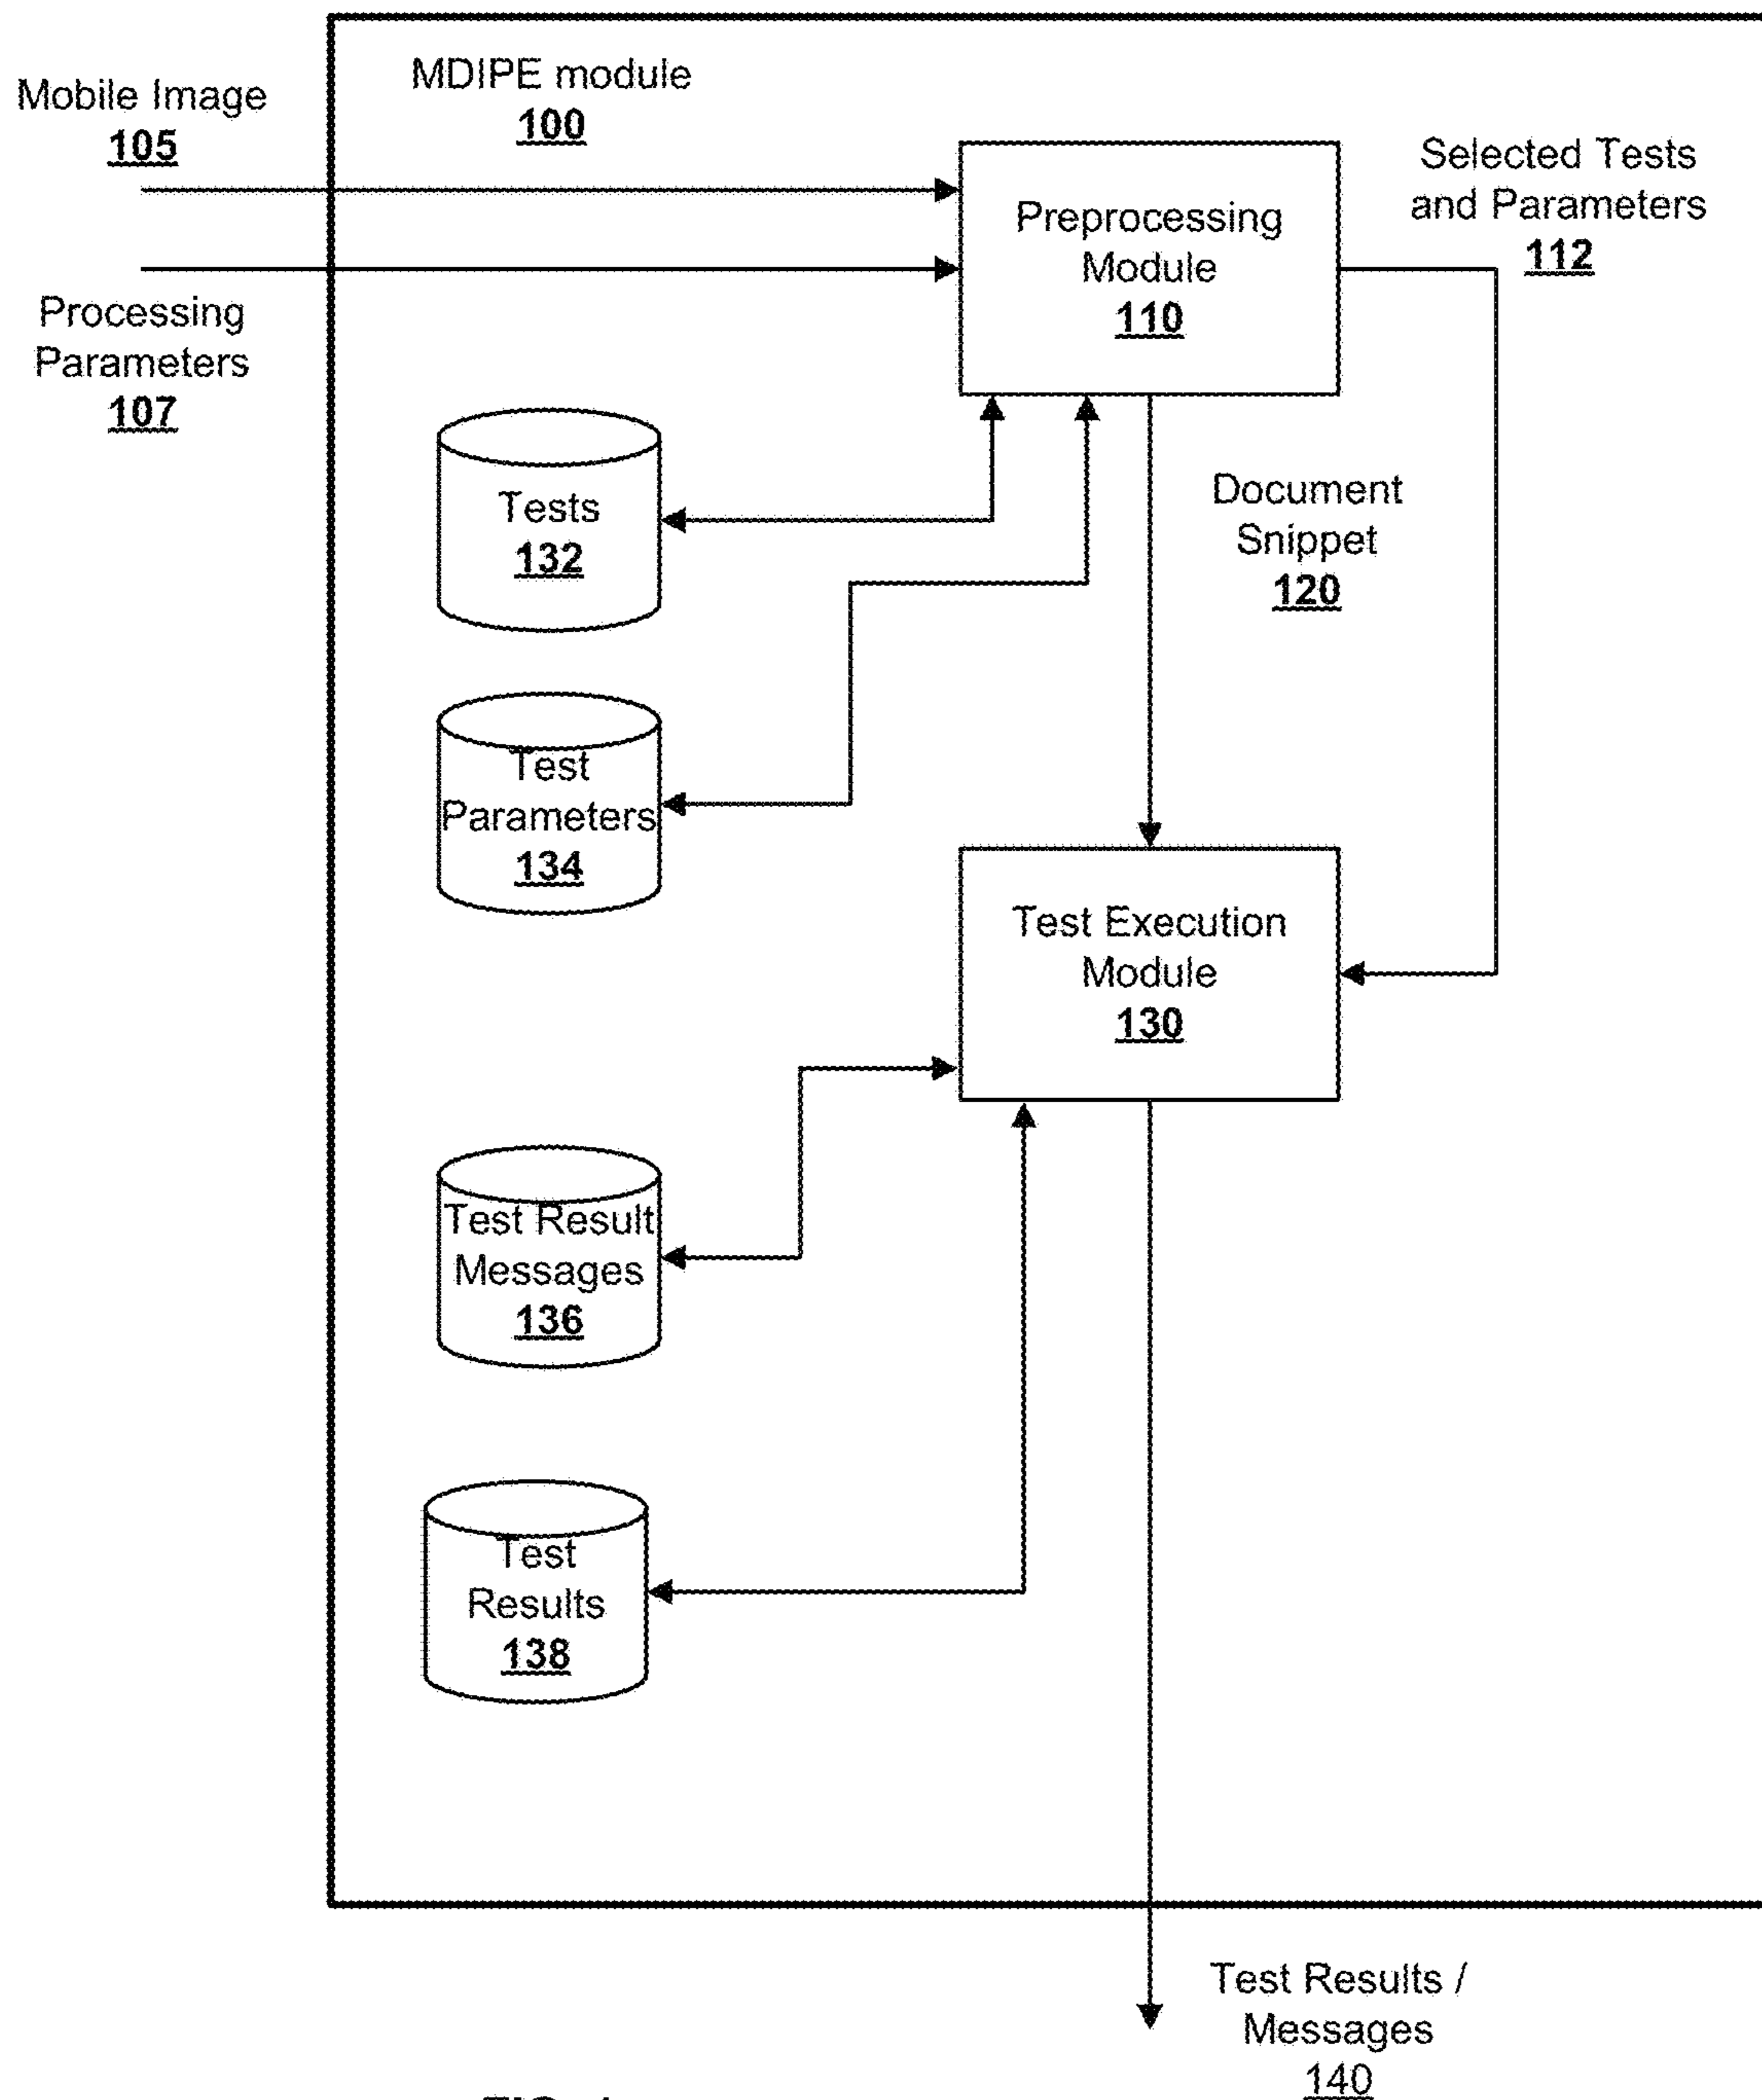 MDIPE module
100
Mobile Image
105
Processing
Parameters
107
Preprocessing
Module
110
Selected Tests
and Parameters
112
Tests
132
Document
Snippet
120
Test
Parameters
134
Test Execution
Module
130
Test Result
Messages
136
Test
Results
138
Test Results /
Messages
140